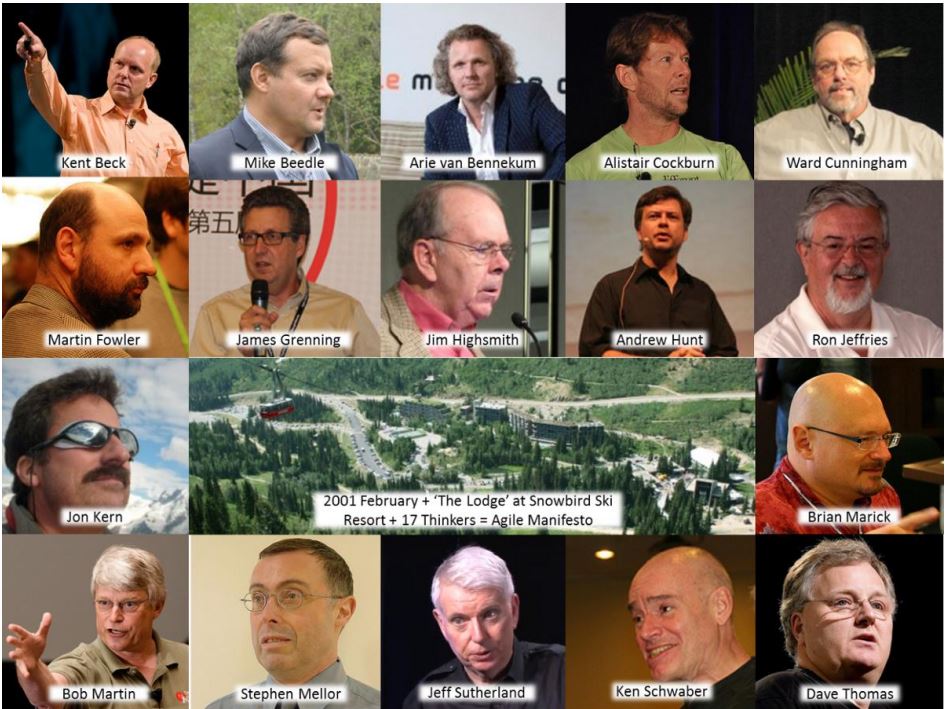 Kent Beck
Mike Beedle
Arie van Bennekum
Alistair Cockburn
Ward Cunningham
第五
Martin Fowler
James Grenning
Jim Highsmith
Andrew Hunt
Ron Jeffries
Jon Kern
2001 February + ‘The Lodge’ at Snowbird Ski
Resort + 17 Thinkers = Agile Manifesto
Brian Marick
Bob Martin
Stephen Mellor
Jeff Sutherland
Ken Schwaber
Dave Thomas